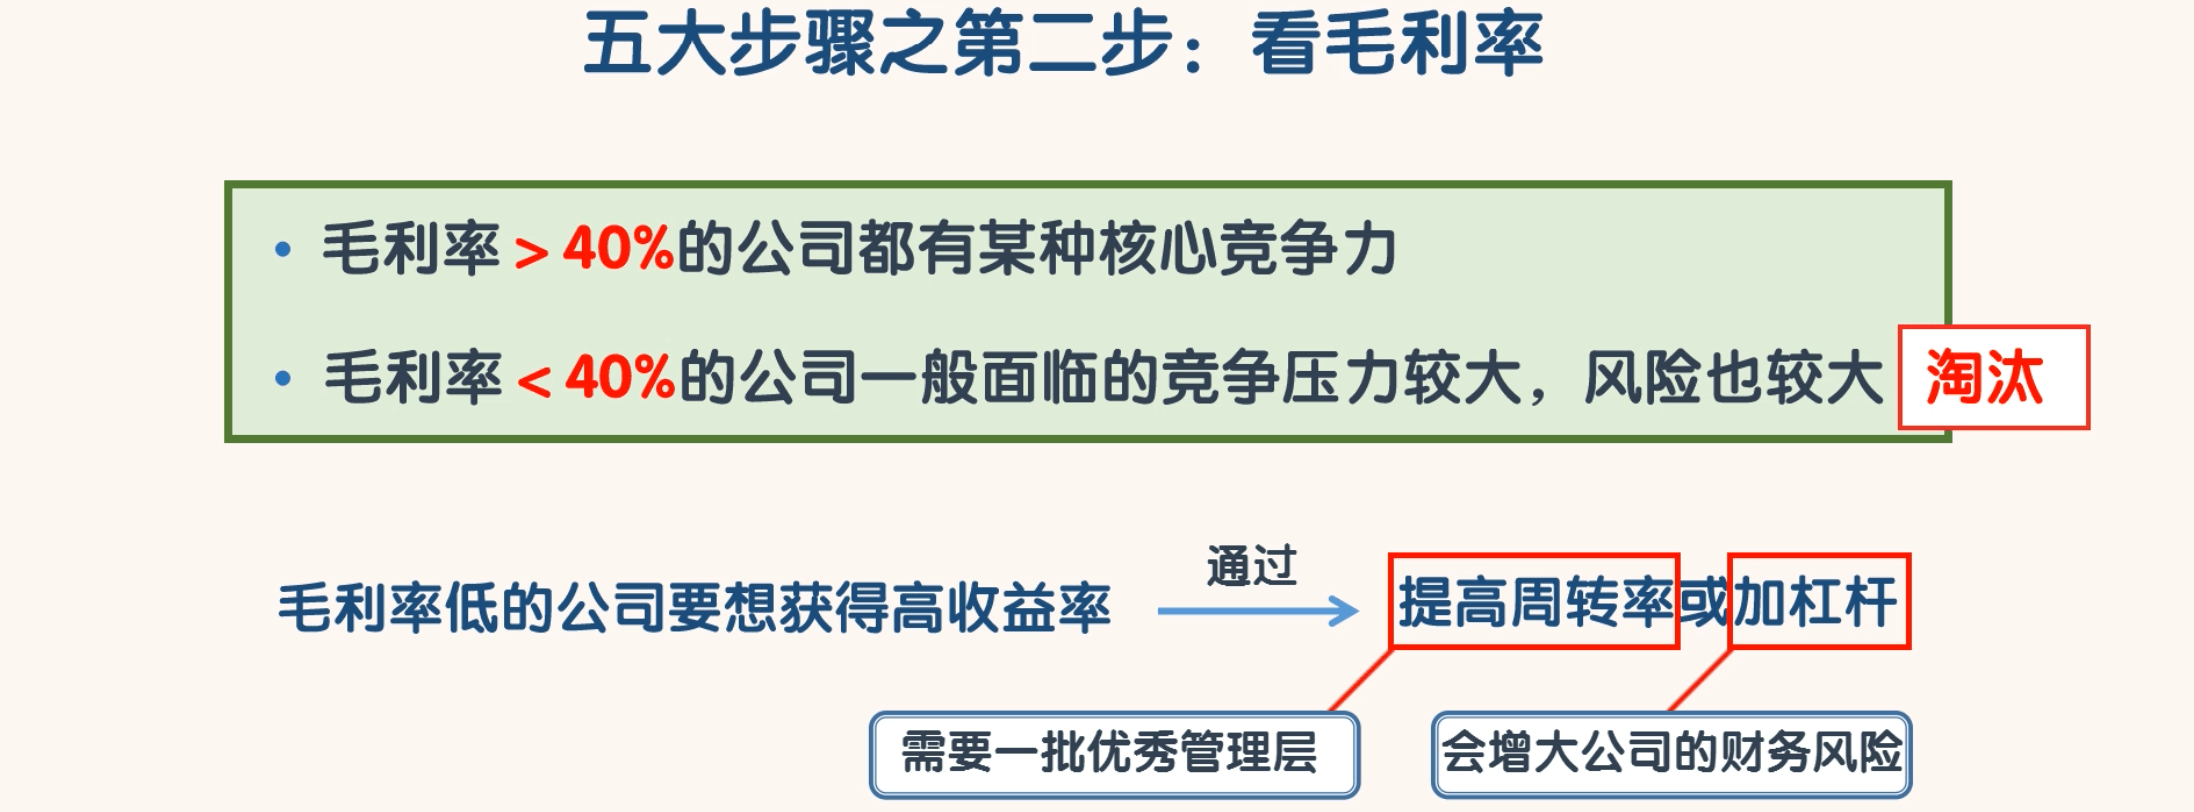 五大步骤之第二步：看毛利率
• 毛利率＞40%的公司都有某种核心竞争力
• 毛利率＜40%的公司一般面临的竞争压力较大，风险也较大 淘汰
通过
毛利率低的公司要想获得高收益率 提高周转率或加杠杆
需要一批优秀管理层 会增大公司的财务风险